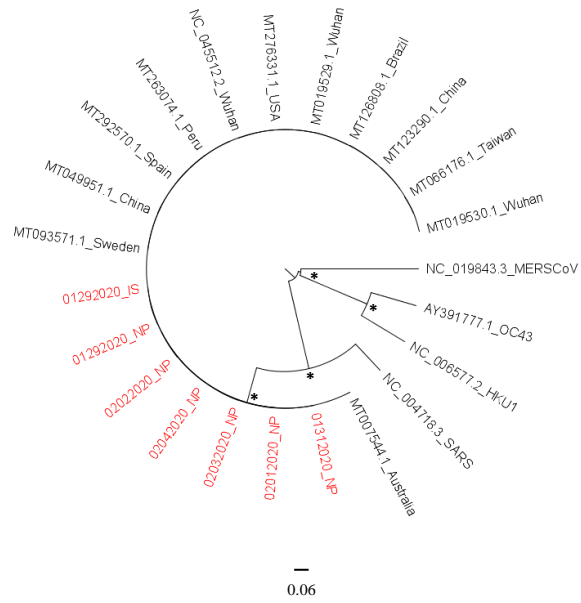 MT093571.1_Sweden
MT049951.1_China
MT292570.1_Spain
MT263074.1_Peru
NC_045512.2_Wuhan
MT276331.1_USA
MT019529.1_Wuhan
MT126808.1_Brazil
MT123290.1_China
MT066176.1_Taiwan
MT019530.1_Wuhan
NC_019843.3_MERSCoV
AY391777.1_OC43
NC_006577.2_HKU1
NC_004718.3_SARS
MT007544.1_Australia
01312020_NP
02012020_NP
02032020_NP
02042020_NP
02022020_NP
01292020_NP
01292020_IS
*
*
*
*
0.06